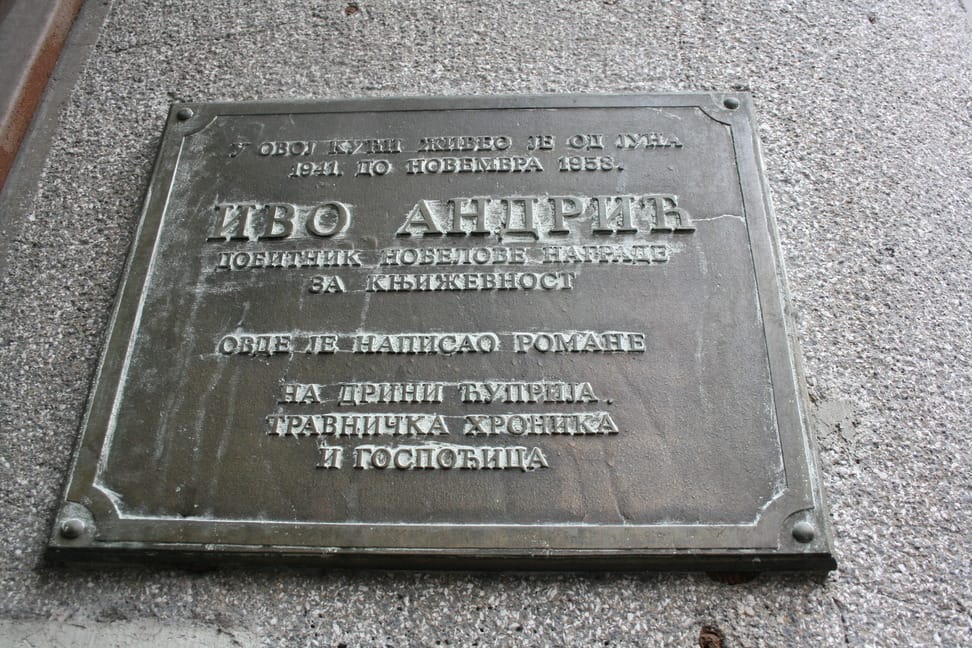 У ОВОЈ КУЋИ ЖИВЕО ЈЕ ОД ЈУНА
1941. ДО НОВЕМБРА 1958.
ИВО АНДРИЋ
ДОБИТНИК НОБЕЛОВЕ НАГРАДЕ
ЗА КЊИЖЕВНОСТ
ОВДЕ ЈЕ НАПИСАО РОМАНЕ
НА ДРИНИ ЋУПРИЈА,
ТРАВНИЧКА ХРОНИКА
И ГОСПОЂИЦА